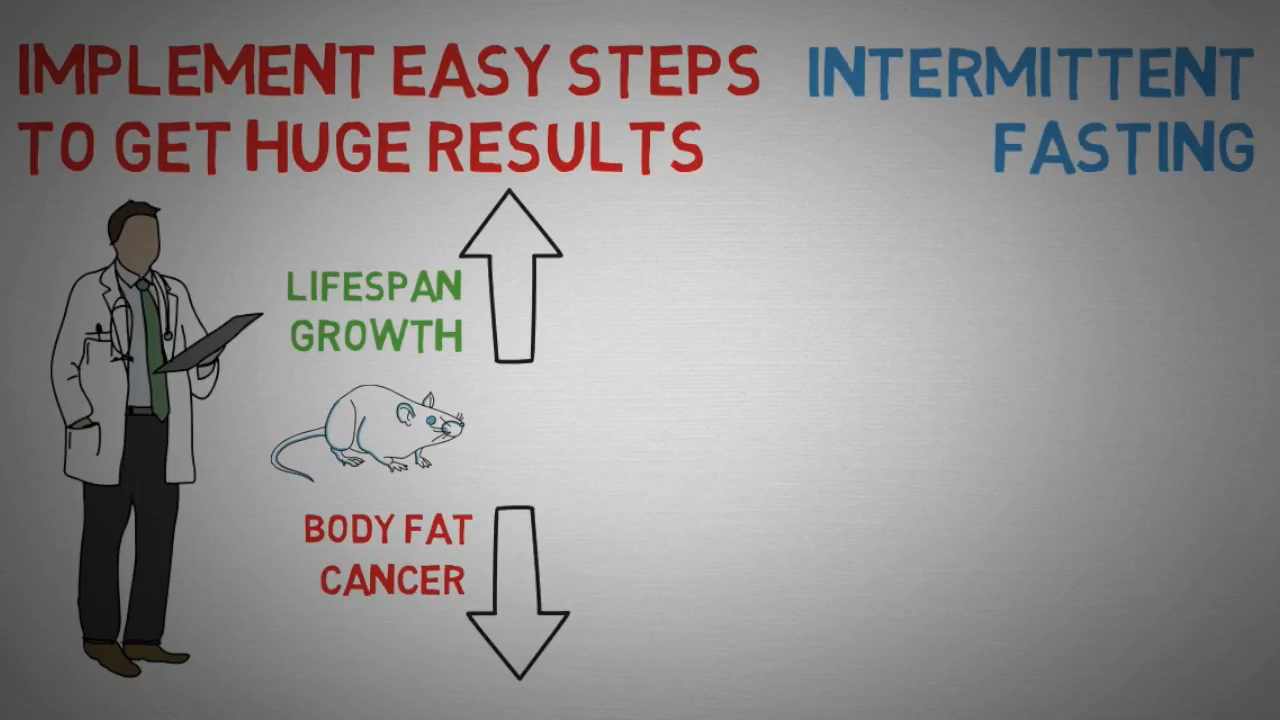 IMPLEMENT EASY STEPS
TO GET HUGE RESULTS
INTERMITTENT
FASTING
LIFESPAN
GROWTH
BODY FAT
CANCER